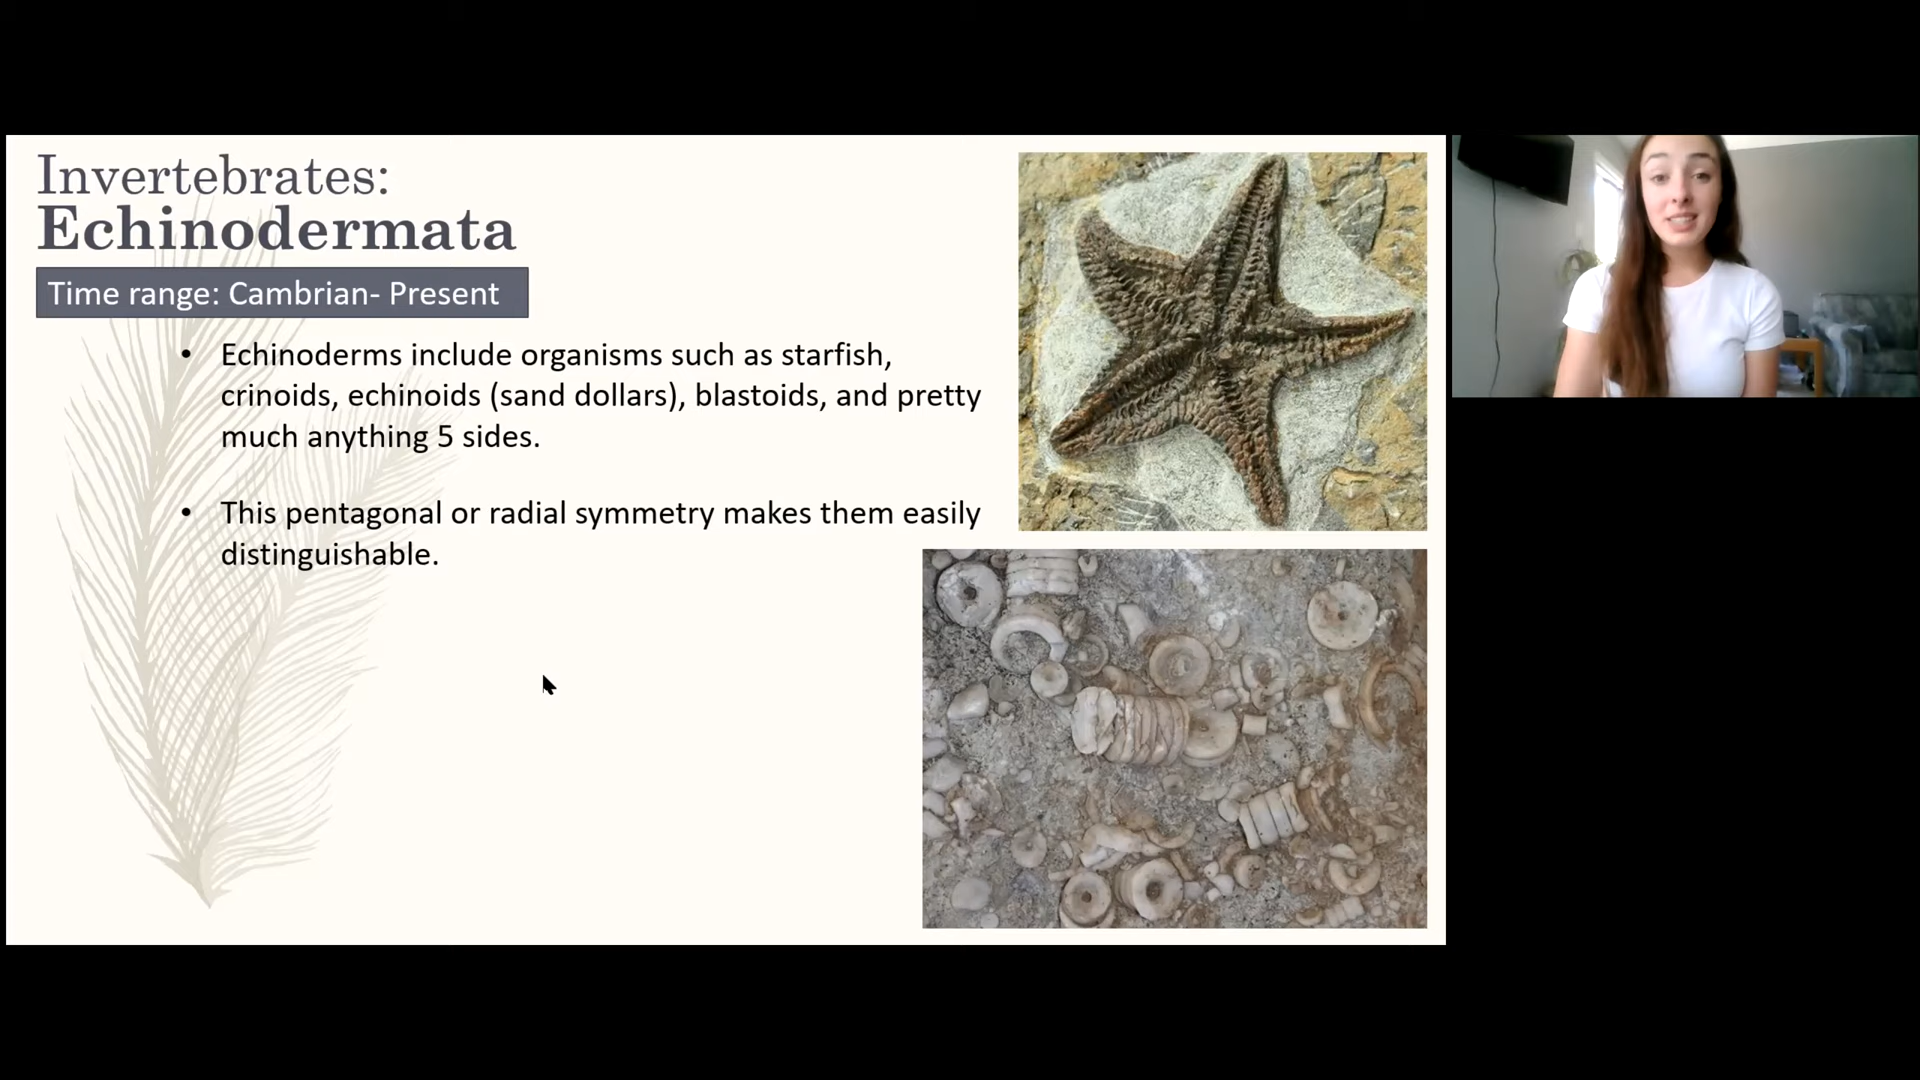 Invertebrates:
Echinodermata
Time range: Cambrian- Present
• Echinoderms include organisms such as starfish,
crinoids, echinoids (sand dollars), blastoids, and pretty
much anything 5 sides.
• This pentagonal or radial symmetry makes them easily
distinguishable.